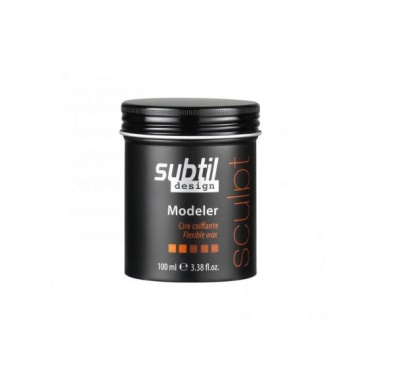 subtil
design
Modeler
Cire coiffante
Flexible wax
100 ml ℮ 3.38 fl.oz.
sculpt